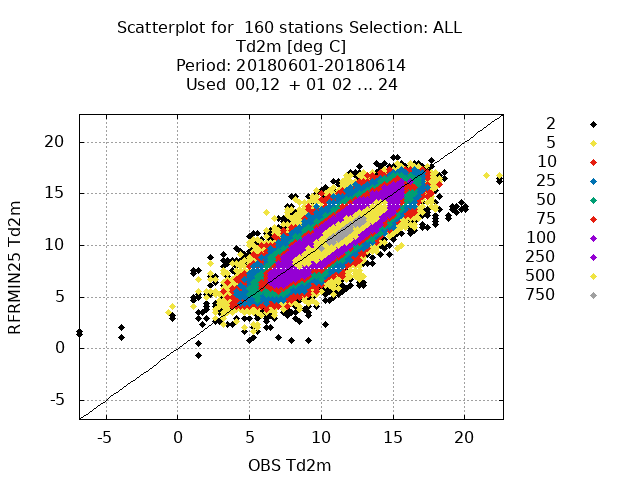 Scatterplot for  160 stations Selection: ALL
Td2m [deg C]
Period: 20180601-20180614
Used  00,12  + 01 02 ... 24
2
5
10
25
50
75
100
250
500
750
20
15
10
5
0
-5
RFRMIN25 Td2m
-5 0 5 10 15 20
OBS Td2m